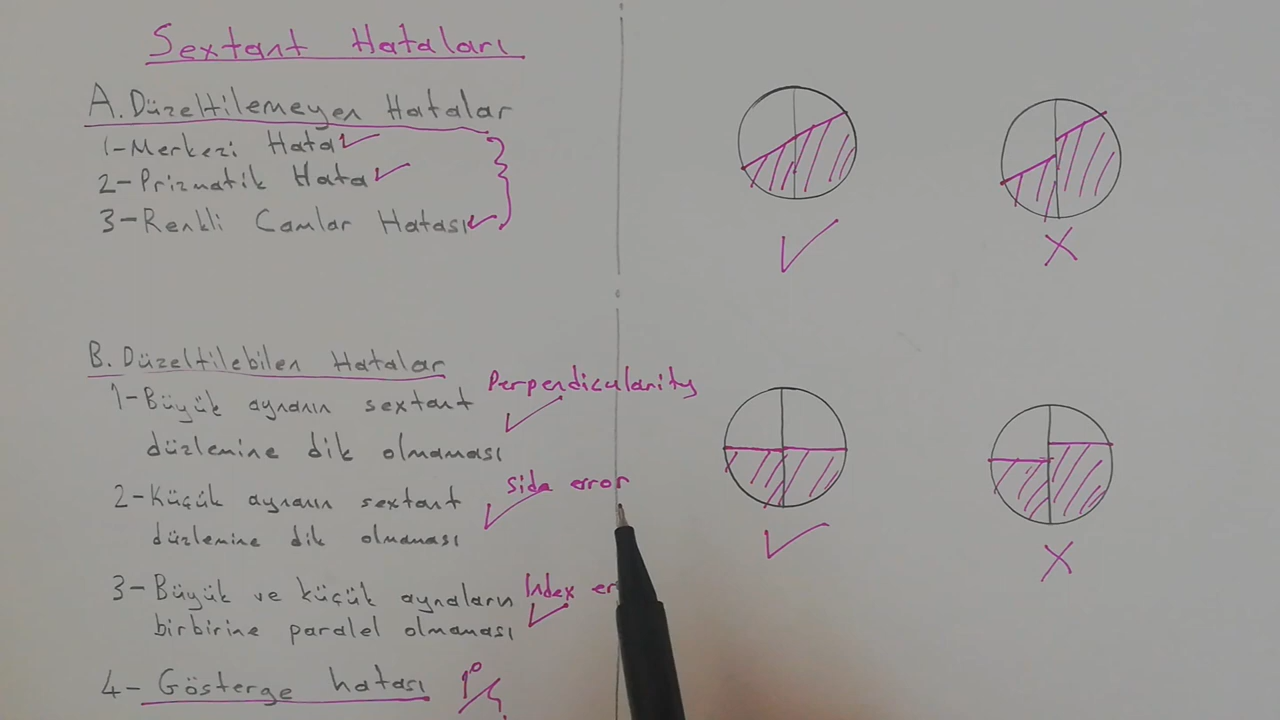 Sextant Hataları
A. Düzeltilemeyen Hatalar
1-Merkezi Hata
2-Prizmatik Hata
3-Renkli Camlar Hatası
B. Düzeltilebilen Hatalar
Perpendicularity
1-Büyük aynanın sextant
düzlemine dik olmaması
Side error
2-Küçük aynanın sextant
düzlemine dik olmaması
3-Büyük ve küçük aynaların Index
birbirine paralel olmaması
4- Gösterge hatası